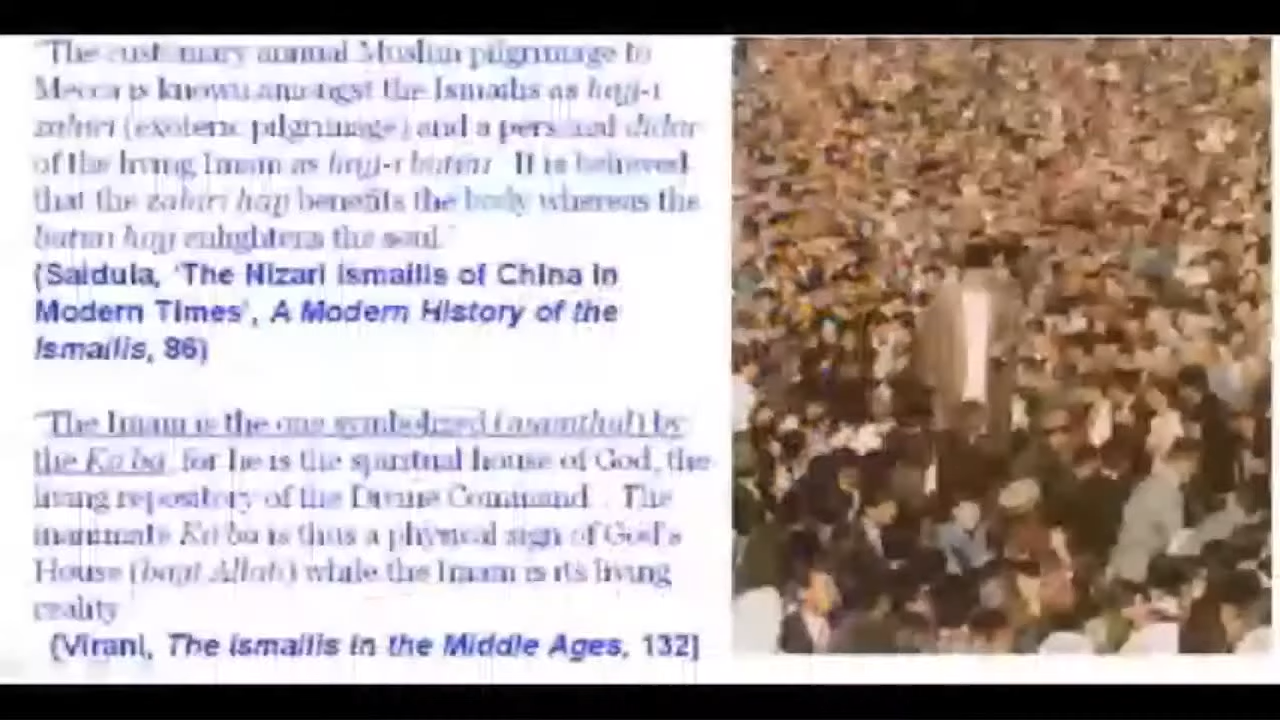 "The customary annual Muslim pilgrimage to
Mecca is known amongst the Ismailis as hajj-i
zahiri (exoteric pilgrimage) and a personal didar
of the living Imam as hajj-i batini. It is believed
that the zahiri hajj benefits the body whereas the
batini hajj enlightens the soul."
(Saidula, 'The Nizari Ismailis of China in
Modern Times', A Modern History of the
Ismailis, 86)
"The Imam is the one symbolized (mamthul) by
the Ka'ba, for he is the spiritual house of God, the
living repository of the Divine Command... The
inanimate Ka'ba is thus a physical sign of God's
House (bayt Allah) while the Imam is its living
reality
(Virani, The Ismailis in the Middle Ages, 132)